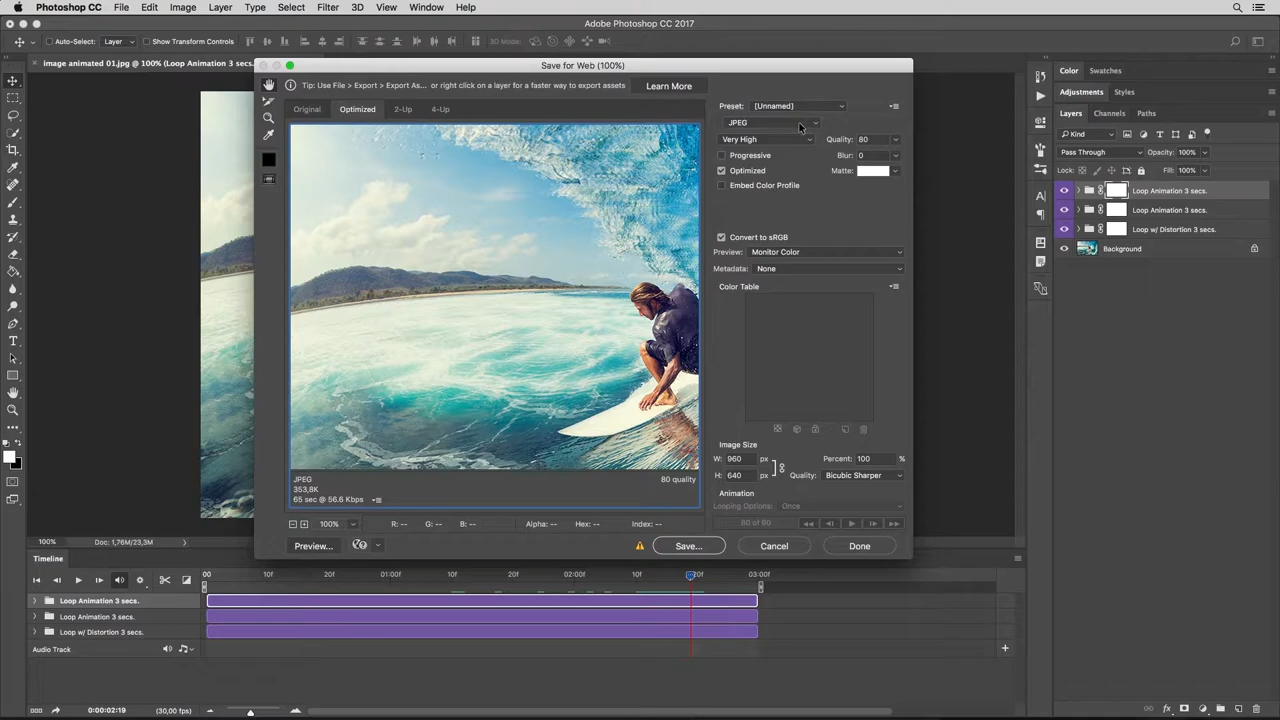 Photoshop CC File Edit Image Layer Type Select Filter 3D View Window Help
Adobe Photoshop CC 2017
Auto-Select: Layer Show Transform Controls 3D Mode:
image animated 01.jpg @ 100% (Loop Animation 3 secs.
Save for Web (100%)
Tip: Use File > Export > Export As... or right click on a layer for a faster way to export assets Learn More
Original Optimized 2-Up 4-Up
Preset: [Unnamed]
JPEG
Very High Quality: 80
Progressive Blur: 0
Optimized Matte:
Embed Color Profile
Convert to sRGB
Preview: Monitor Color
Metadata: None
Color Table
Image Size
W: 960 px Percent: 100 %
H: 640 px Quality: Bicubic Sharper
Animation
Looping Options: Once
80 of 90
JPEG 80 quality
353,8K
65 sec @ 56.6 Kbps
100% R: -- G: -- B: -- Alpha: -- Hex: -- Index: --
Preview... Save... Cancel Done
Color Swatches
Adjustments Styles
Layers Channels Paths
Kind
Pass Through Opacity: 100%
Lock: Fill: 100%
Loop Animation 3 secs.
Loop Animation 3 secs.
Loop w/ Distortion 3 secs.
Background
100% Doc: 1,76M/23,3M
Timeline
00 10f 20f 01:00f 10f 20f 02:00f 10f 20f 03:00f
Loop Animation 3 secs.
Loop Animation 3 secs.
Loop w/ Distortion 3 secs.
Audio Track
0:00:02:19 (30,00 fps)